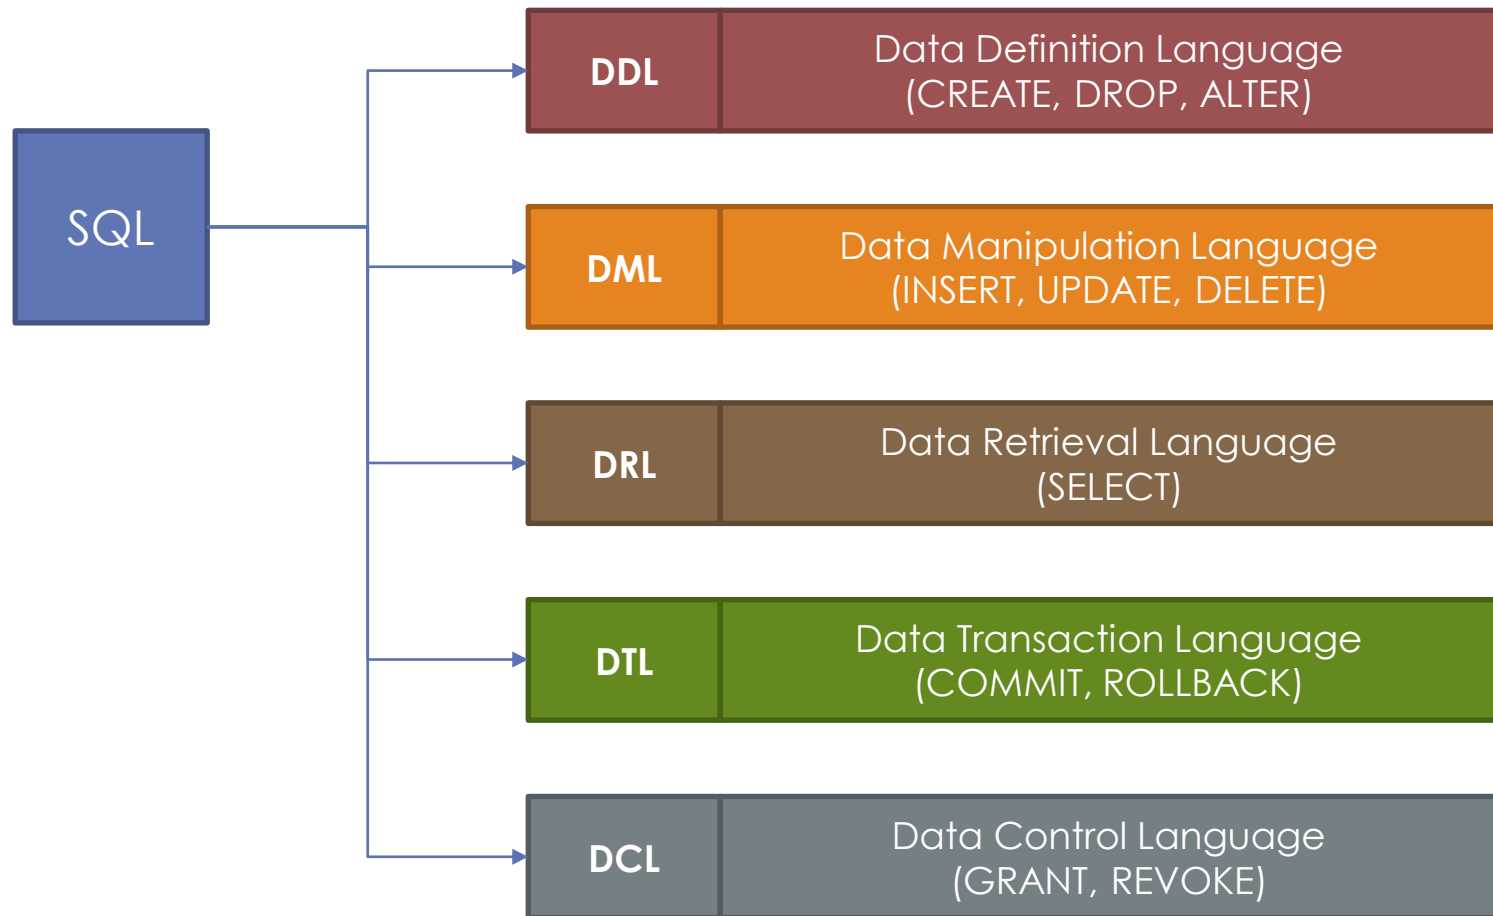 SQL
DDL
Data Definition Language
(CREATE, DROP, ALTER)
DML
Data Manipulation Language
(INSERT, UPDATE, DELETE)
DRL
Data Retrieval Language
(SELECT)
DTL
Data Transaction Language
(COMMIT, ROLLBACK)
DCL
Data Control Language
(GRANT, REVOKE)